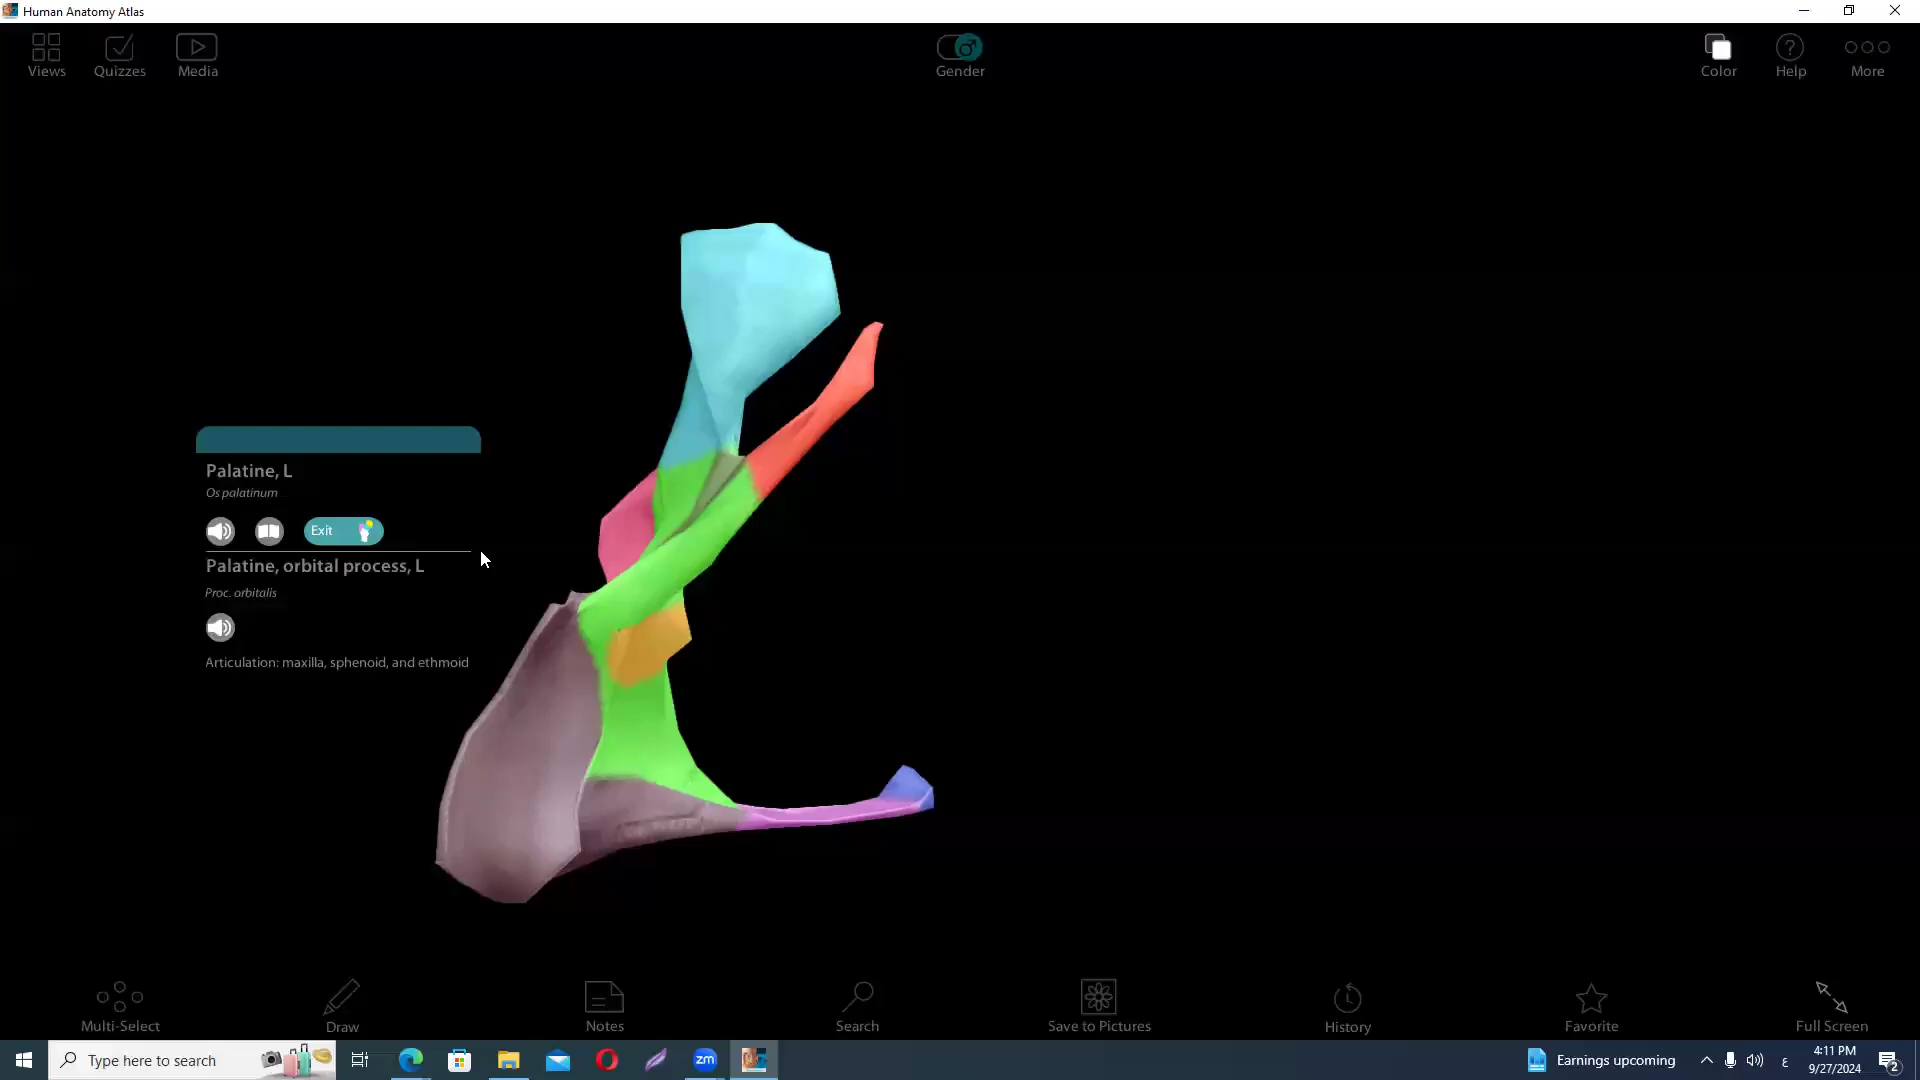 Human Anatomy Atlas
Views
Quizzes
Media
Gender
Color
Help
More
Palatine, L
Os palatinum
Exit
Palatine, orbital process, L
Proc. orbitalis
Articulation: maxilla, sphenoid, and ethmoid
Multi-Select
Draw
Notes
Search
Save to Pictures
History
Favorite
Full Screen
Type here to search
zm
Earnings upcoming
ع
4:11 PM
9/27/2024
2